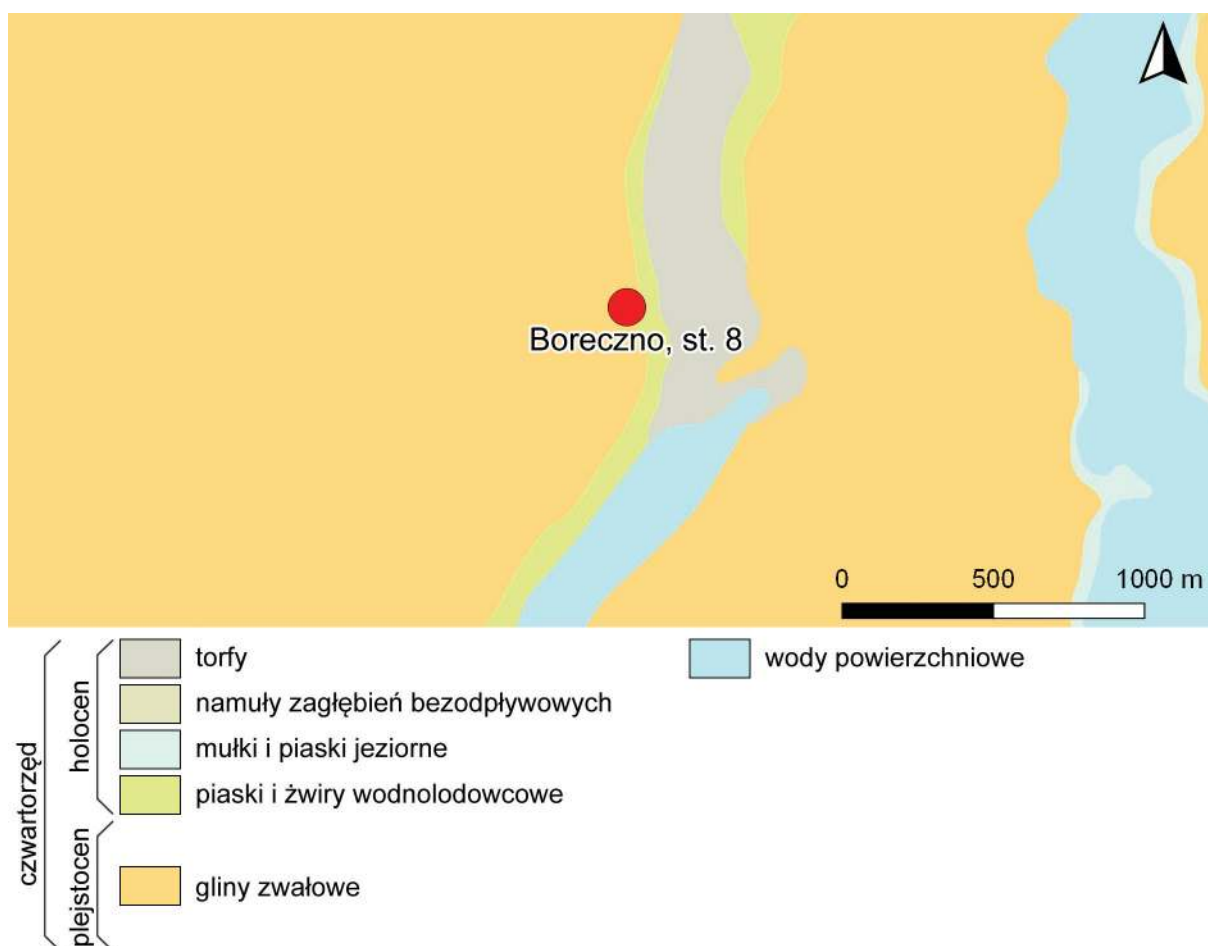 Boreczno, st. 8
0 500 1000 m
torfy
wody powierzchniowe
namuły zagłębień bezodpływowych
mułki i piaski jeziorne
piaski i żwiry wodnolodowcowe
gliny zwałowe
czwartorzęd
holocen
plejstocen